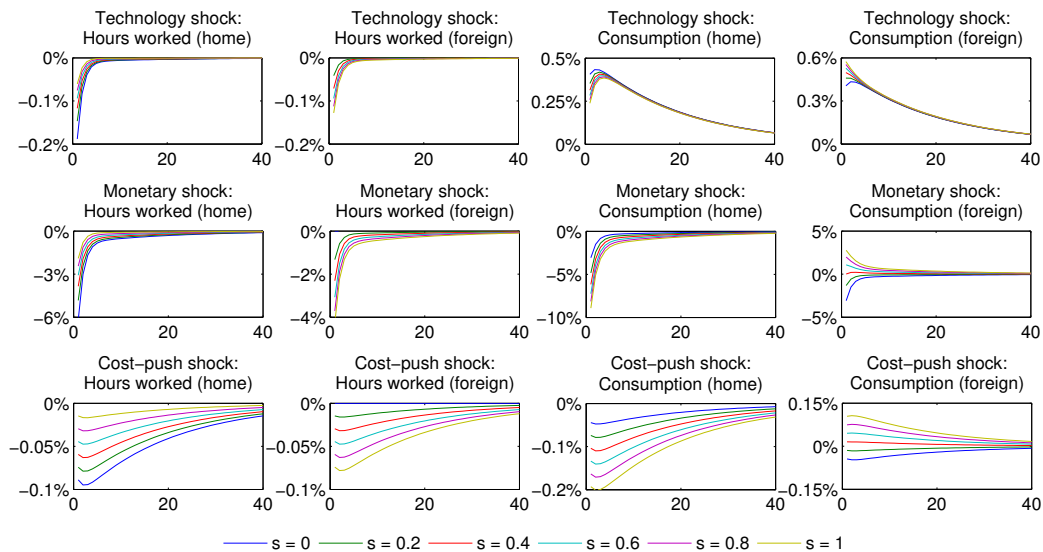 Technology shock:
Hours worked (home)
0%
−0.1%
−0.2%
0
20
40
Technology shock:
Hours worked (foreign)
0%
−0.1%
−0.2%
0
20
40
Technology shock:
Consumption (home)
0.5%
0.25%
0%
0
20
40
Technology shock:
Consumption (foreign)
0.6%
0.3%
0%
0
20
40
Monetary shock:
Hours worked (home)
0%
−3%
−6%
0
20
40
Monetary shock:
Hours worked (foreign)
0%
−2%
−4%
0
20
40
Monetary shock:
Consumption (home)
0%
−5%
−10%
0
20
40
Monetary shock:
Consumption (foreign)
5%
0%
−5%
0
20
40
Cost−push shock:
Hours worked (home)
0%
−0.05%
−0.1%
0
20
40
Cost−push shock:
Hours worked (foreign)
0%
−0.05%
−0.1%
0
20
40
Cost−push shock:
Consumption (home)
0%
−0.1%
−0.2%
0
20
40
Cost−push shock:
Consumption (foreign)
0.15%
0%
−0.15%
0
20
40
s = 0 s = 0.2 s = 0.4 s = 0.6 s = 0.8 s = 1